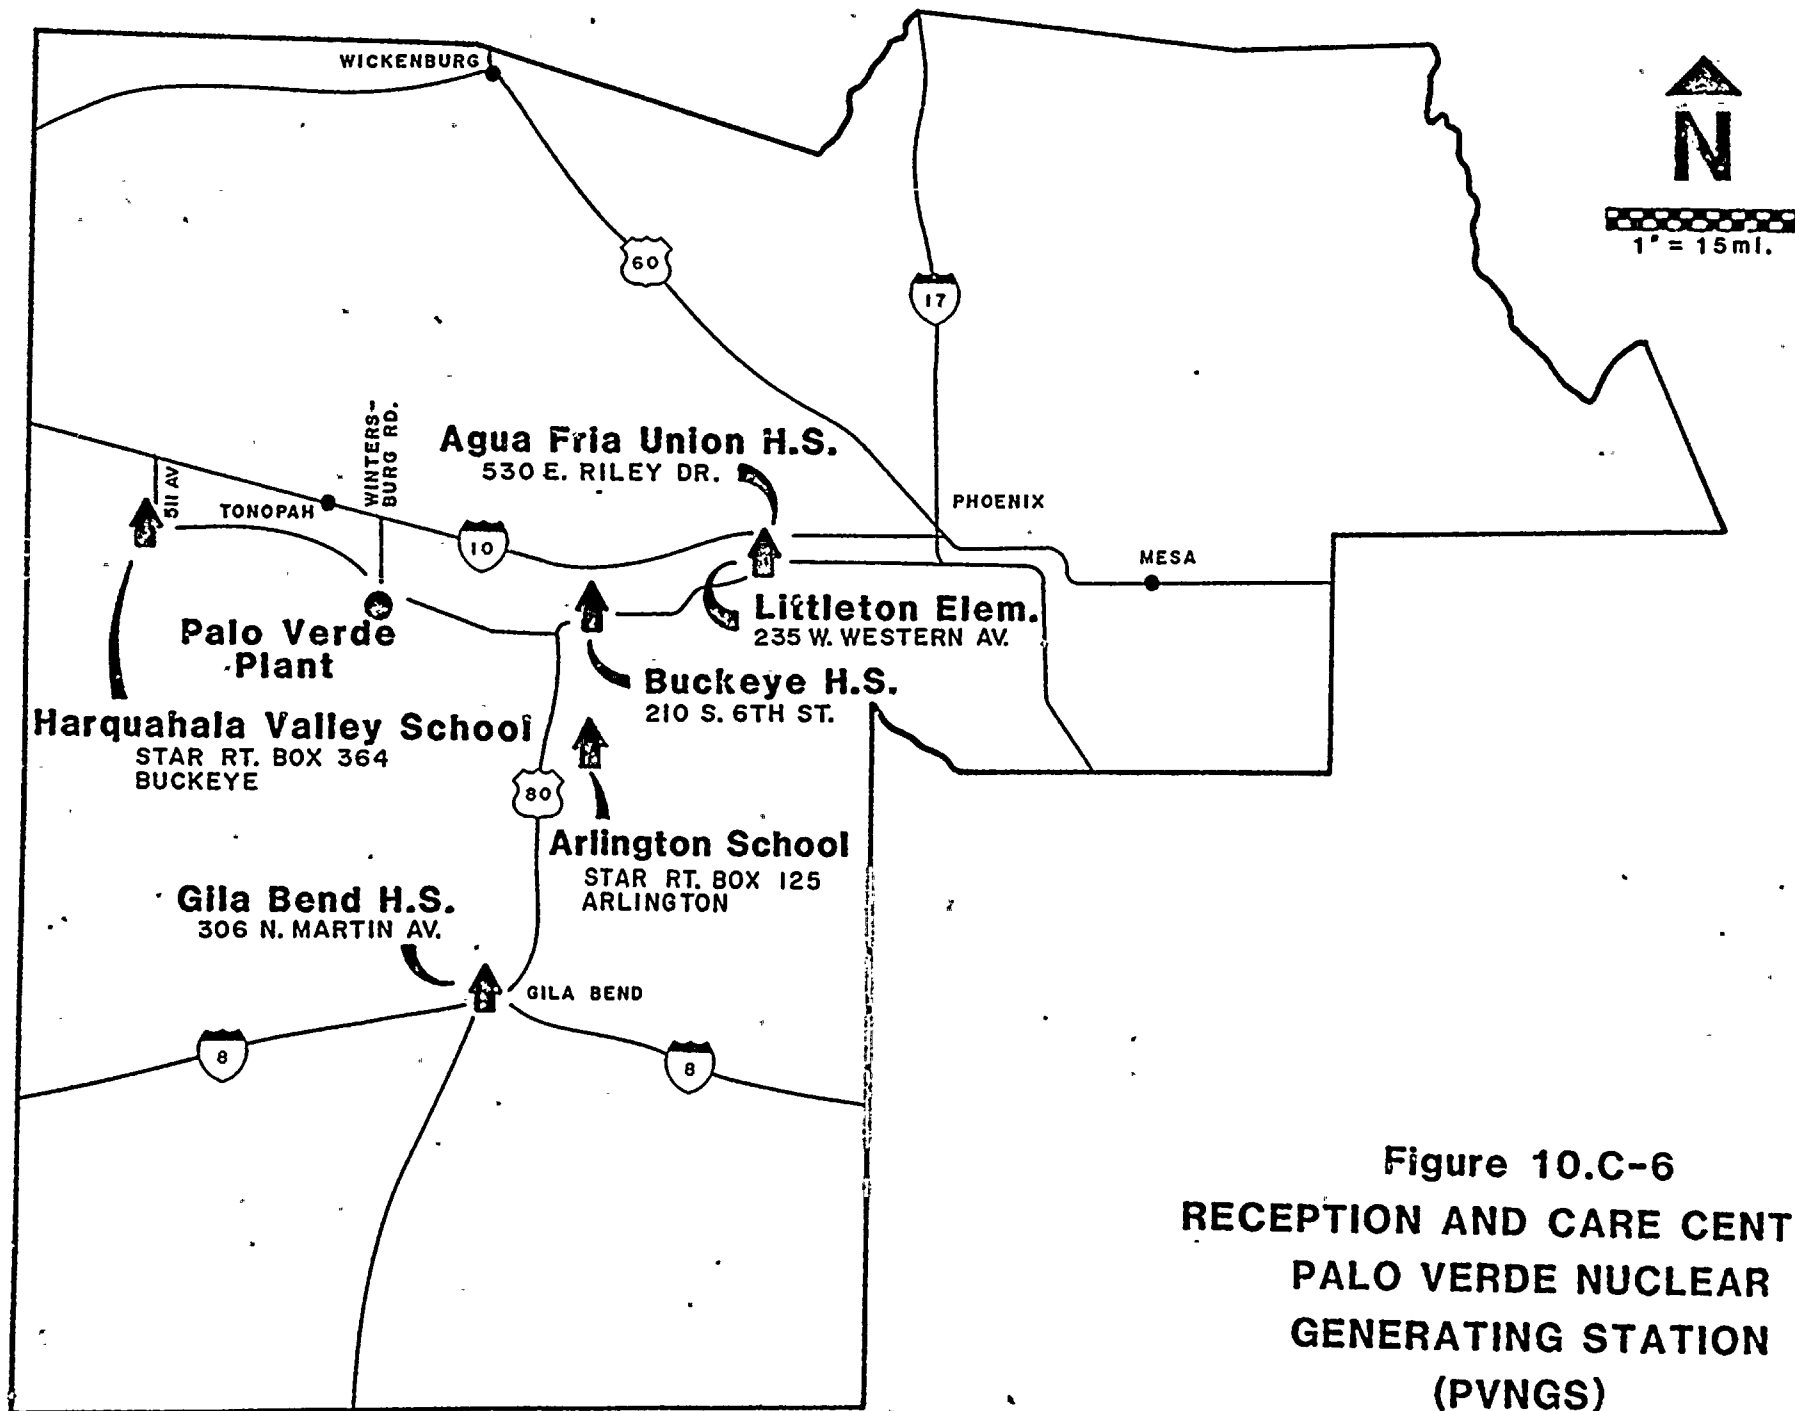 WICKENBURG
N
1" = 15mi.
60
17
WINTERS-
BURG RD.
Agua Fria Union H.S.
530 E. RILEY DR.
511 AV
TONOPAH
10
PHOENIX
MESA
Palo Verde
Plant
Littleton Elem.
235 W. WESTERN AV.
Buckeye H.S.
210 S. 6TH ST.
Harquahala Valley School
STAR RT. BOX 364
BUCKEYE
80
Arlington School
STAR RT. BOX 125
ARLINGTON
Gila Bend H.S.
306 N. MARTIN AV.
GILA BEND
8
8
Figure 10.C-6
RECEPTION AND CARE CENT
PALO VERDE NUCLEAR
GENERATING STATION
(PVNGS)